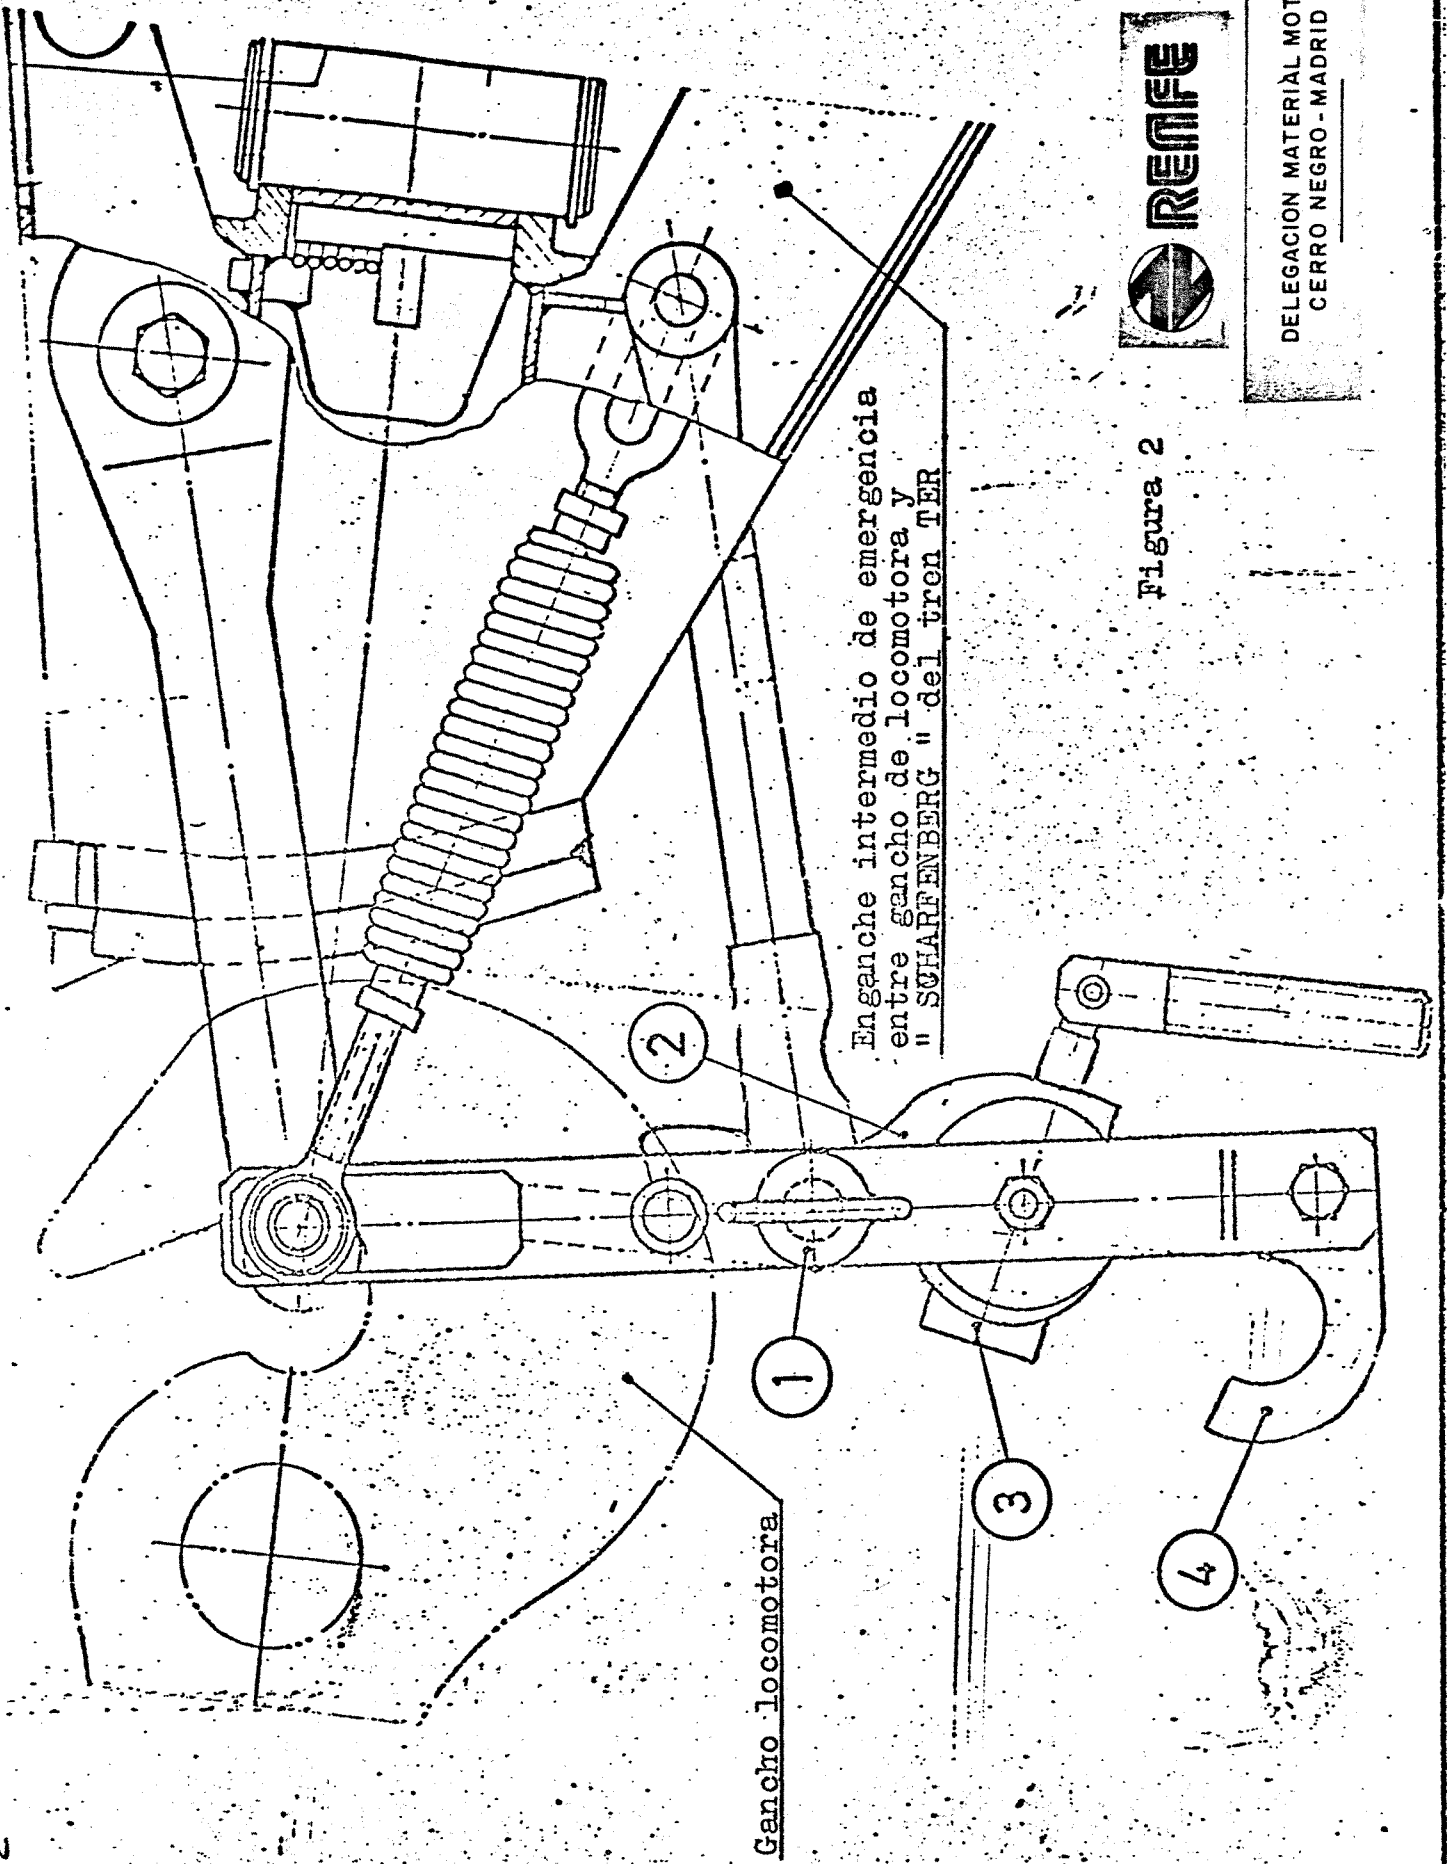 Gancho locomotora
1
2
3
4
Enganche intermedio de emergencia
entre gancho de locomotora y
" SCHARFENBERG " del tren TER
Figura 2
RENFE
DELEGACION MATERIAL MOT
CERRO NEGRO-MADRID